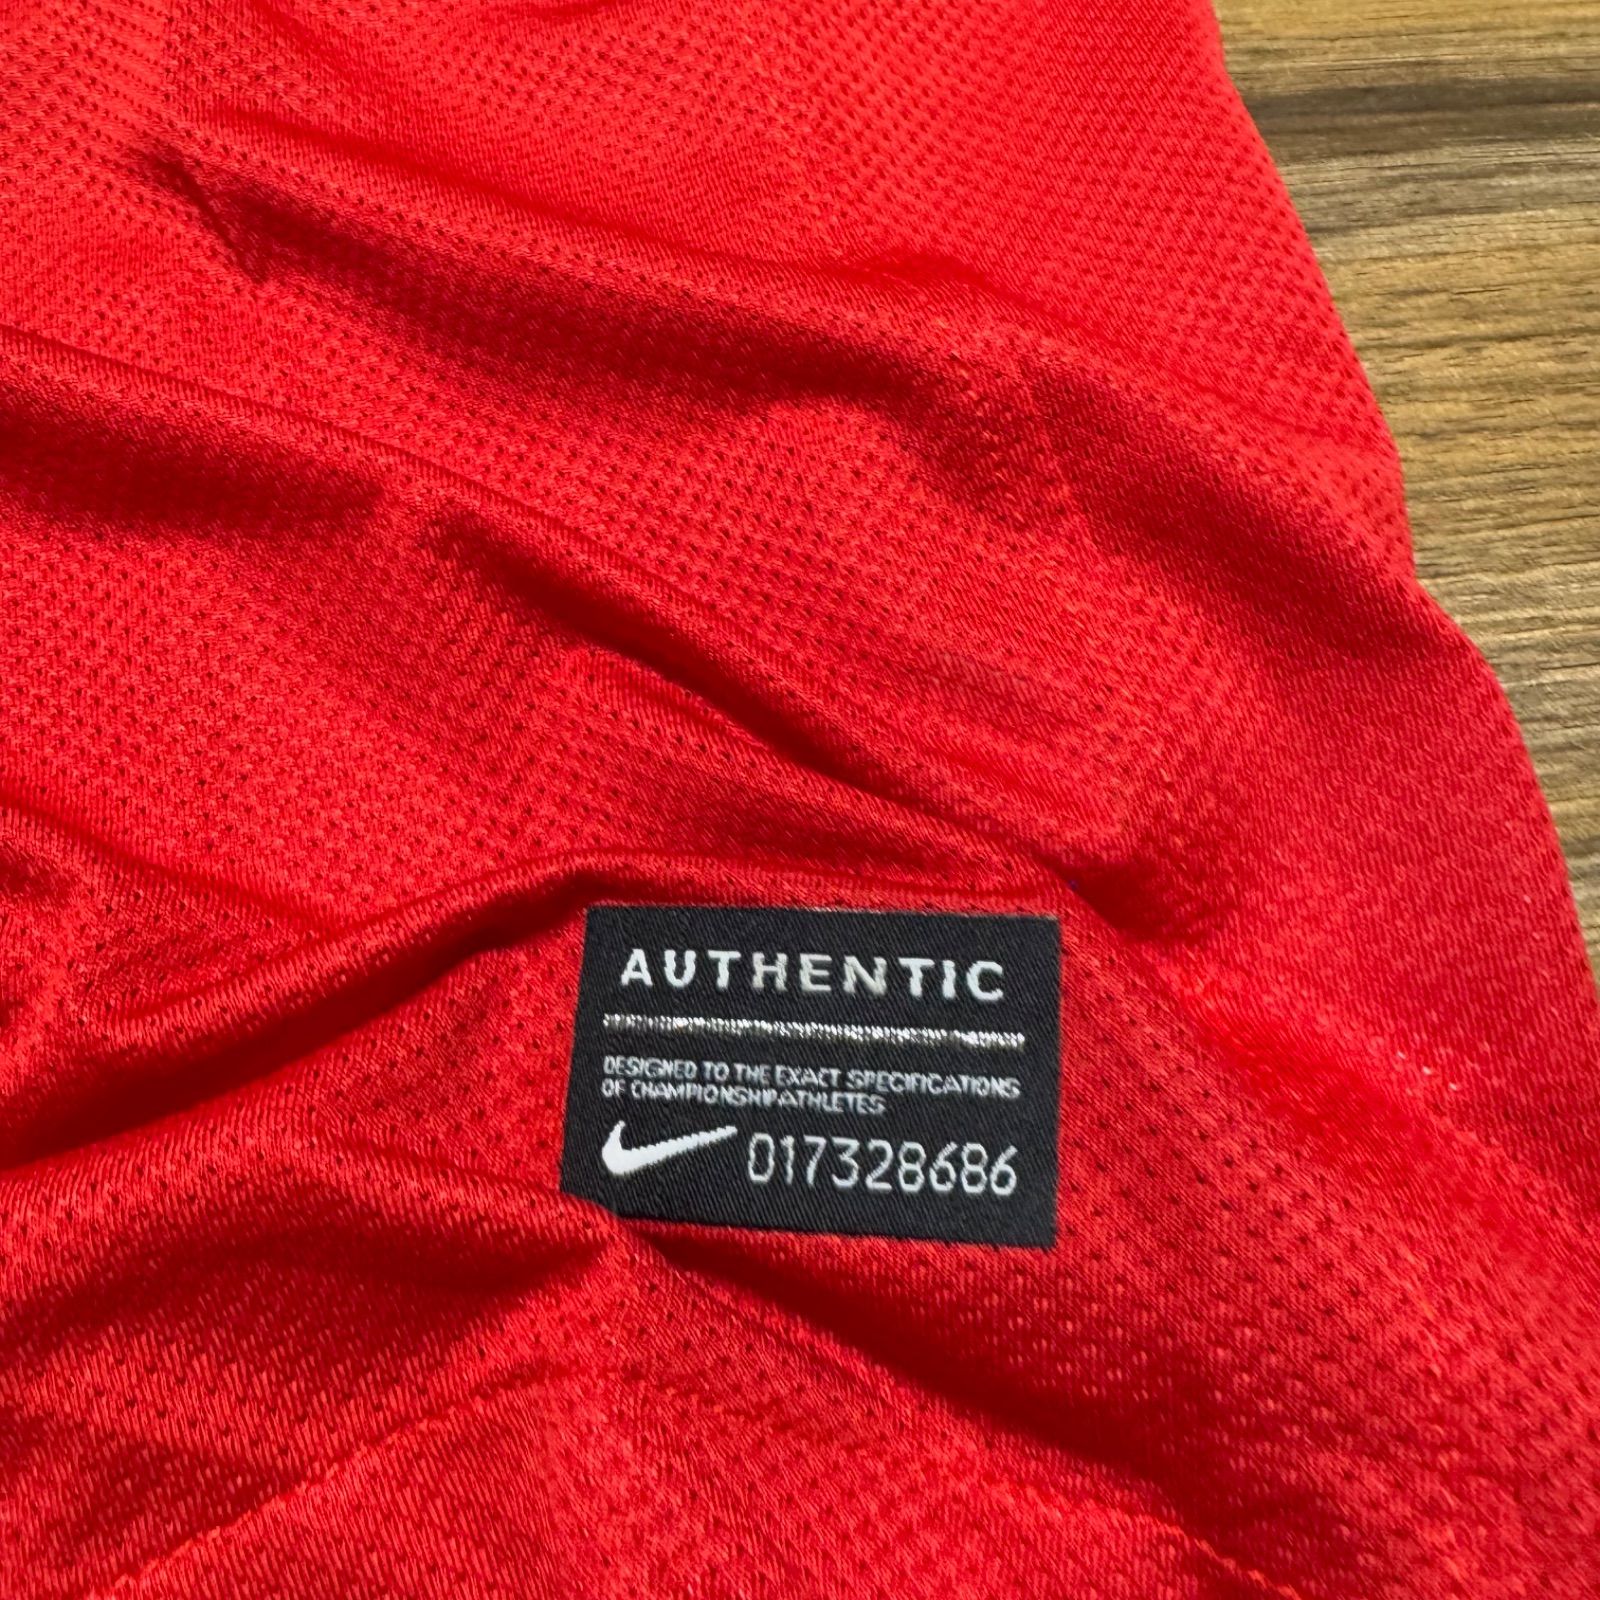 AUTHENTIC
DESIGNED TO THE EXACT SPECIFICATIONS
OF CHAMPIONSHIP ATHLETES
017328686